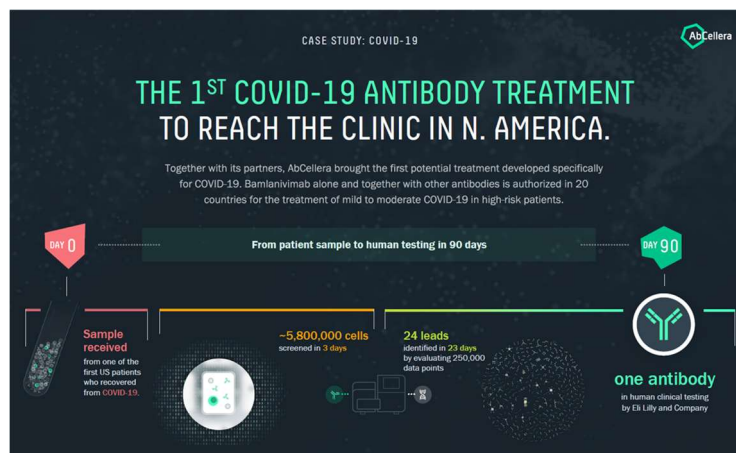 CASE STUDY: COVID-19
AbCellera
THE 1ST COVID-19 ANTIBODY TREATMENT
TO REACH THE CLINIC IN N. AMERICA.
Together with its partners, AbCellera brought the first potential treatment developed specifically
for COVID-19. Bamlanivimab alone and together with other antibodies is authorized in 20
countries for the treatment of mild to moderate COVID-19 in high-risk patients.
DAY 0
From patient sample to human testing in 90 days
DAY 90
Sample
received
from one of the
first US patients
who recovered
from COVID-19.
~5,800,000 cells
screened in 3 days
24 leads
identified in 23 days
by evaluating 250,000
data points
one antibody
in human clinical testing
by Eli Lilly and Company